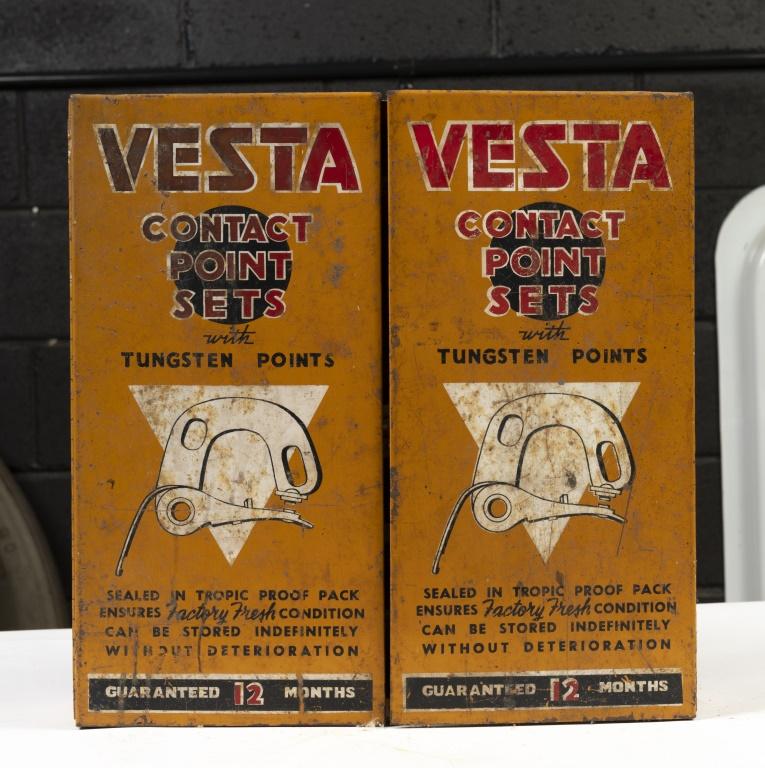 VESTA
CONTACT
POINT
SETS
with
TUNGSTEN POINTS
SEALED IN TROPIC PROOF PACK
ENSURES Factory Fresh CONDITION
CAN BE STORED INDEFINITELY
WITHOUT DETERIORATION
GUARANTEED 12 MONTHS
VESTA
CONTACT
POINT
SETS
with
TUNGSTEN POINTS
SEALED IN TROPIC PROOF PACK
ENSURES Factory Fresh CONDITION
CAN BE STORED INDEFINITELY
WITHOUT DETERIORATION
GUARANTEED 12 MONTHS